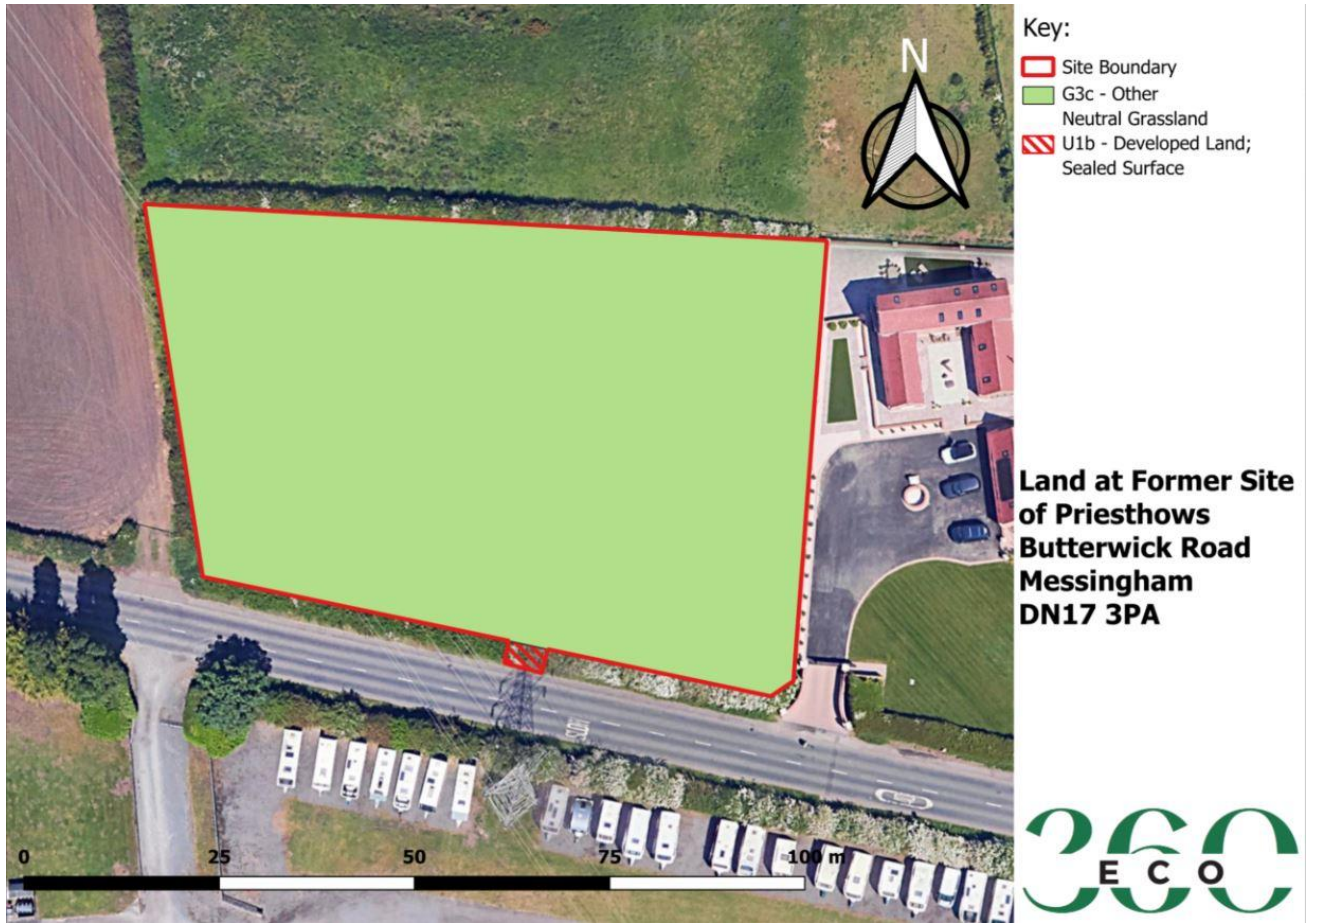 Key:
N
Site Boundary
G3c - Other
Neutral Grassland
U1b - Developed Land;
Sealed Surface
Land at Former Site
of Priesthows
Butterwick Road
Messingham
DN17 3PA
0 25 50 75 100 m
360
ECO